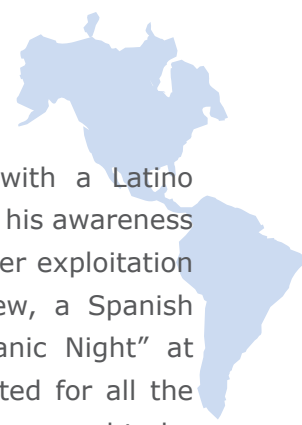 with a Latino
his awareness
er exploitation
ew, a Spanish
anic Night” at
ted for all the